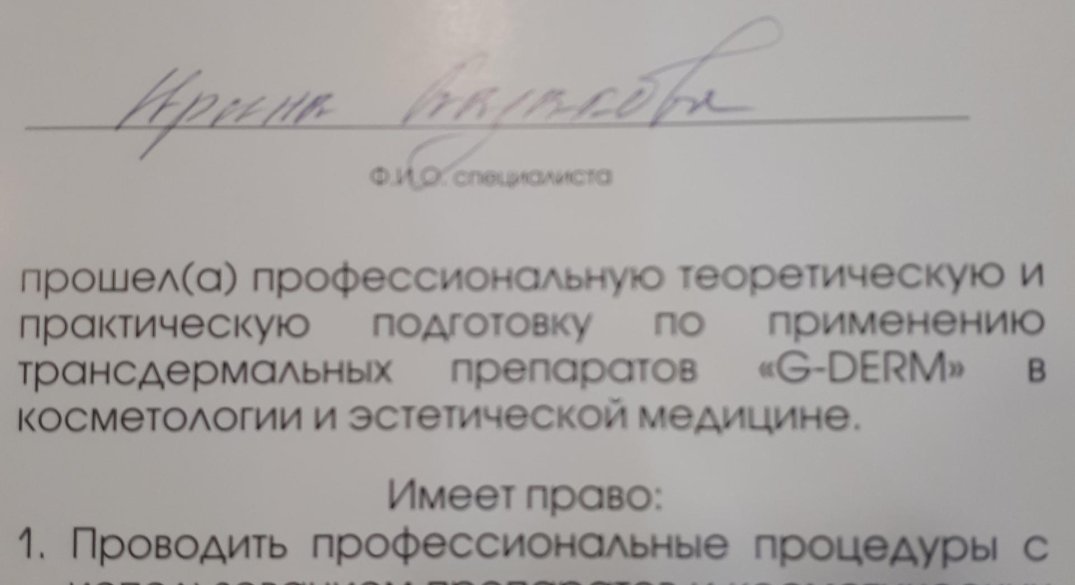 Ирина
Ф.И.О. специалиста
прошел(а) профессиональную теоретическую и
практическую подготовку по применению
трансдермальных препаратов «G-DERM» в
косметологии и эстетической медицине.
Имеет право:
1. Проводить профессиональные процедуры с